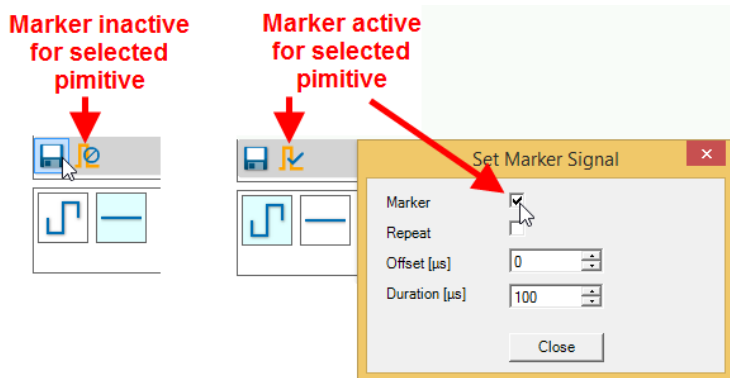 Marker inactive
for selected
pimitive
Marker active
for selected
pimitive
Set Marker Signal
Marker
Repeat
Offset [µs]
0
Duration [µs]
100
Close